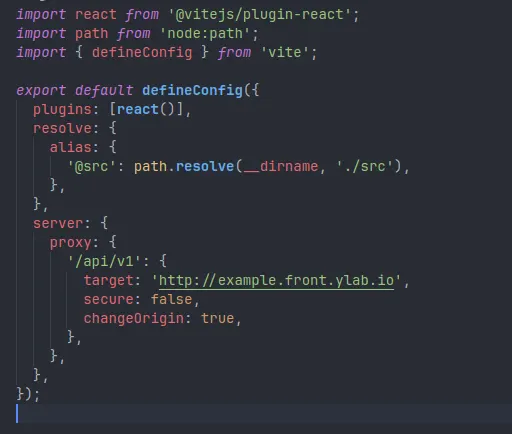 import react from '@vitejs/plugin-react';
import path from 'node:path';
import { defineConfig } from 'vite';

export default defineConfig({
  plugins: [react()],
  resolve: {
    alias: {
      '@src': path.resolve(__dirname, './src'),
    },
  },
  server: {
    proxy: {
      '/api/v1': {
        target: 'http://example.front.ylab.io',
        secure: false,
        changeOrigin: true,
      },
    },
  },
});